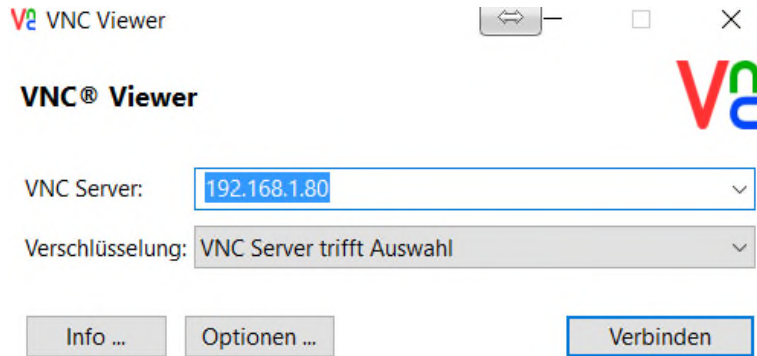 VNC Viewer
VNC® Viewer
VNC Server: 192.168.1.80
Verschlüsselung: VNC Server trifft Auswahl
Info ... Optionen ... Verbinden